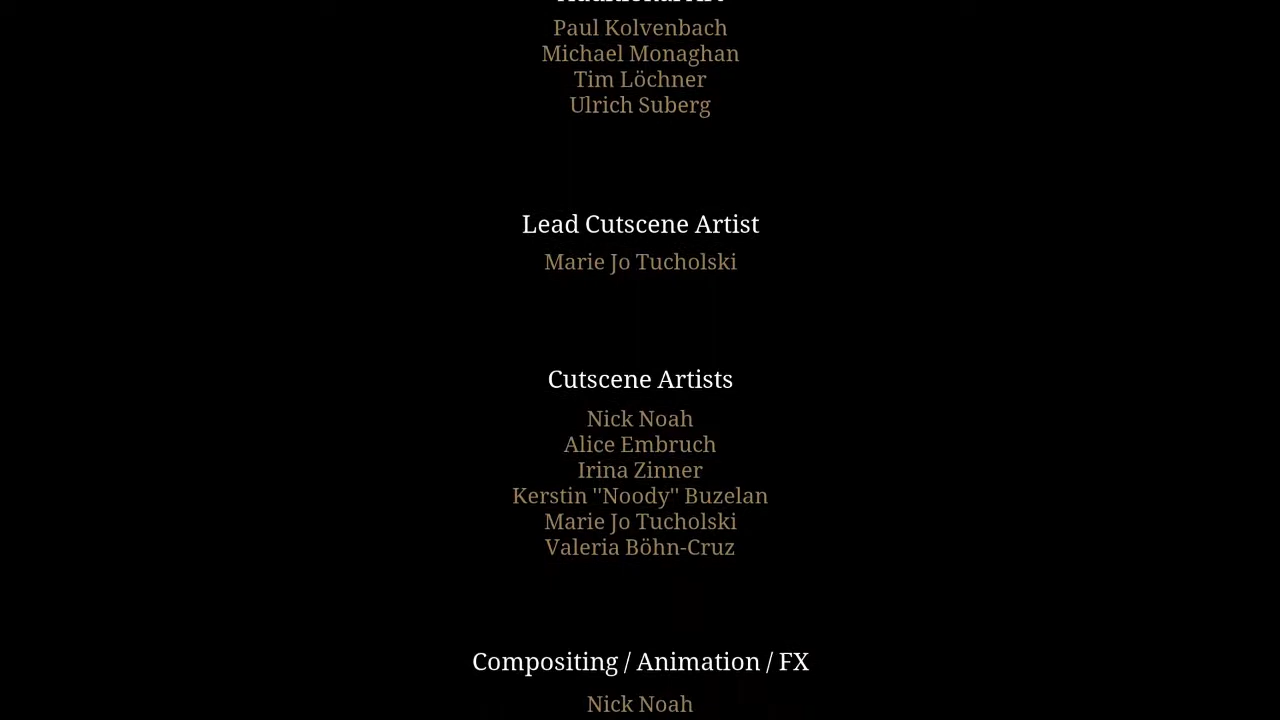 Paul Kolvenbach
Michael Monaghan
Tim Löchner
Ulrich Suberg
Lead Cutscene Artist
Marie Jo Tucholski
Cutscene Artists
Nick Noah
Alice Embruch
Irina Zinner
Kerstin "Noody" Buzelan
Marie Jo Tucholski
Valeria Böhn-Cruz
Compositing / Animation / FX
Nick Noah